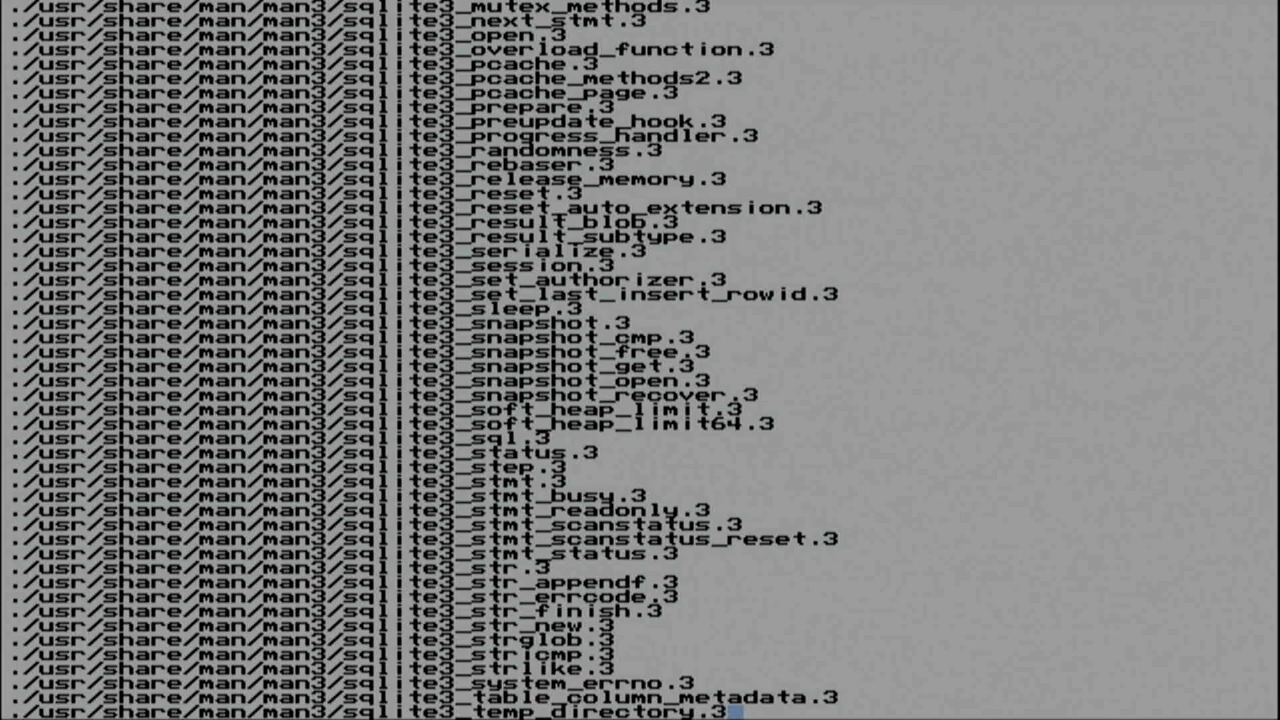 ./usr/share/man/man3/sqlite3_mutex_methods.3
./usr/share/man/man3/sqlite3_next_stmt.3
./usr/share/man/man3/sqlite3_open.3
./usr/share/man/man3/sqlite3_overload_function.3
./usr/share/man/man3/sqlite3_pcache.3
./usr/share/man/man3/sqlite3_pcache_methods2.3
./usr/share/man/man3/sqlite3_pcache_page.3
./usr/share/man/man3/sqlite3_prepare.3
./usr/share/man/man3/sqlite3_preupdate_hook.3
./usr/share/man/man3/sqlite3_progress_handler.3
./usr/share/man/man3/sqlite3_randomness.3
./usr/share/man/man3/sqlite3_rebaser.3
./usr/share/man/man3/sqlite3_release_memory.3
./usr/share/man/man3/sqlite3_reset.3
./usr/share/man/man3/sqlite3_reset_auto_extension.3
./usr/share/man/man3/sqlite3_result_blob.3
./usr/share/man/man3/sqlite3_result_subtype.3
./usr/share/man/man3/sqlite3_serialize.3
./usr/share/man/man3/sqlite3_session.3
./usr/share/man/man3/sqlite3_set_authorizer.3
./usr/share/man/man3/sqlite3_set_last_insert_rowid.3
./usr/share/man/man3/sqlite3_sleep.3
./usr/share/man/man3/sqlite3_snapshot.3
./usr/share/man/man3/sqlite3_snapshot_cmp.3
./usr/share/man/man3/sqlite3_snapshot_free.3
./usr/share/man/man3/sqlite3_snapshot_get.3
./usr/share/man/man3/sqlite3_snapshot_open.3
./usr/share/man/man3/sqlite3_snapshot_recover.3
./usr/share/man/man3/sqlite3_soft_heap_limit.3
./usr/share/man/man3/sqlite3_soft_heap_limit64.3
./usr/share/man/man3/sqlite3_sql.3
./usr/share/man/man3/sqlite3_status.3
./usr/share/man/man3/sqlite3_step.3
./usr/share/man/man3/sqlite3_stmt.3
./usr/share/man/man3/sqlite3_stmt_busy.3
./usr/share/man/man3/sqlite3_stmt_readonly.3
./usr/share/man/man3/sqlite3_stmt_scanstatus.3
./usr/share/man/man3/sqlite3_stmt_scanstatus_reset.3
./usr/share/man/man3/sqlite3_stmt_status.3
./usr/share/man/man3/sqlite3_str.3
./usr/share/man/man3/sqlite3_str_appendf.3
./usr/share/man/man3/sqlite3_str_errcode.3
./usr/share/man/man3/sqlite3_str_finish.3
./usr/share/man/man3/sqlite3_str_new.3
./usr/share/man/man3/sqlite3_strglob.3
./usr/share/man/man3/sqlite3_stricmp.3
./usr/share/man/man3/sqlite3_strlike.3
./usr/share/man/man3/sqlite3_system_errno.3
./usr/share/man/man3/sqlite3_table_column_metadata.3
./usr/share/man/man3/sqlite3_temp_directory.3